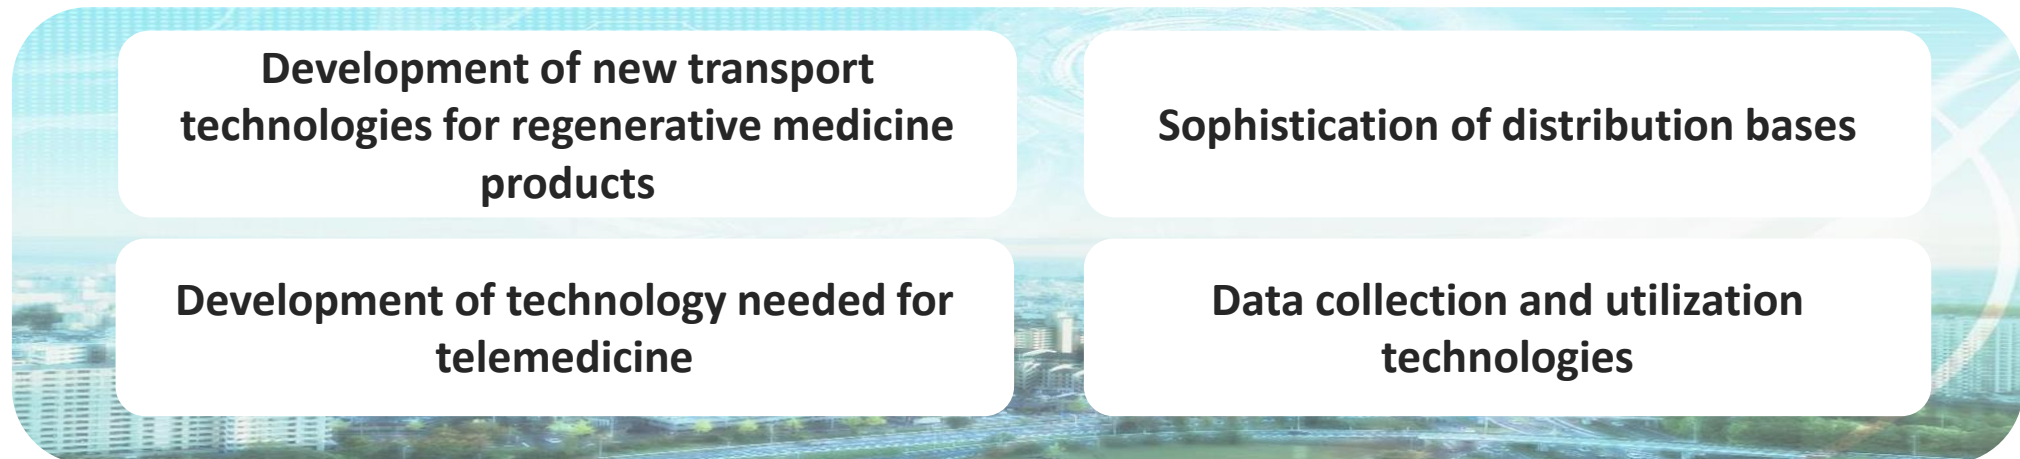 Development of new transport
technologies for regenerative medicine
products
Sophistication of distribution bases
Development of technology needed for
telemedicine
Data collection and utilization
technologies